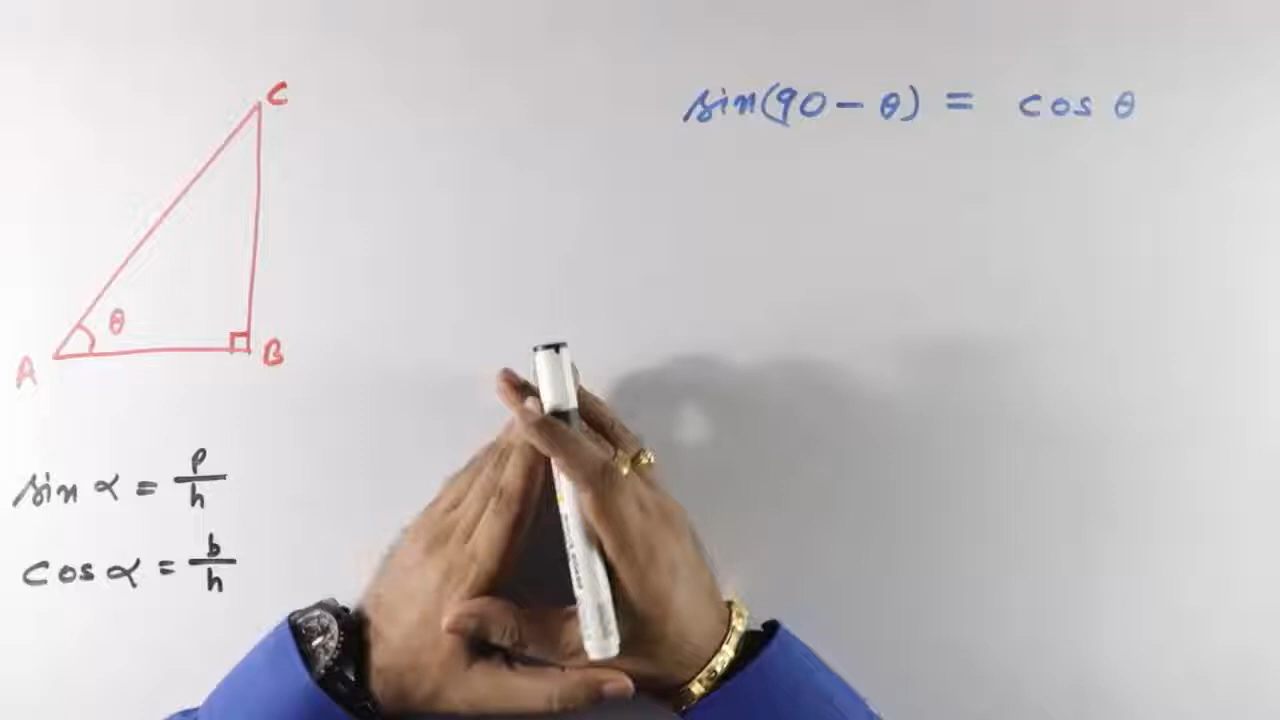 C
sin(90 - θ) = cos θ
θ
A
B
sin α = p/h
cos α = b/h